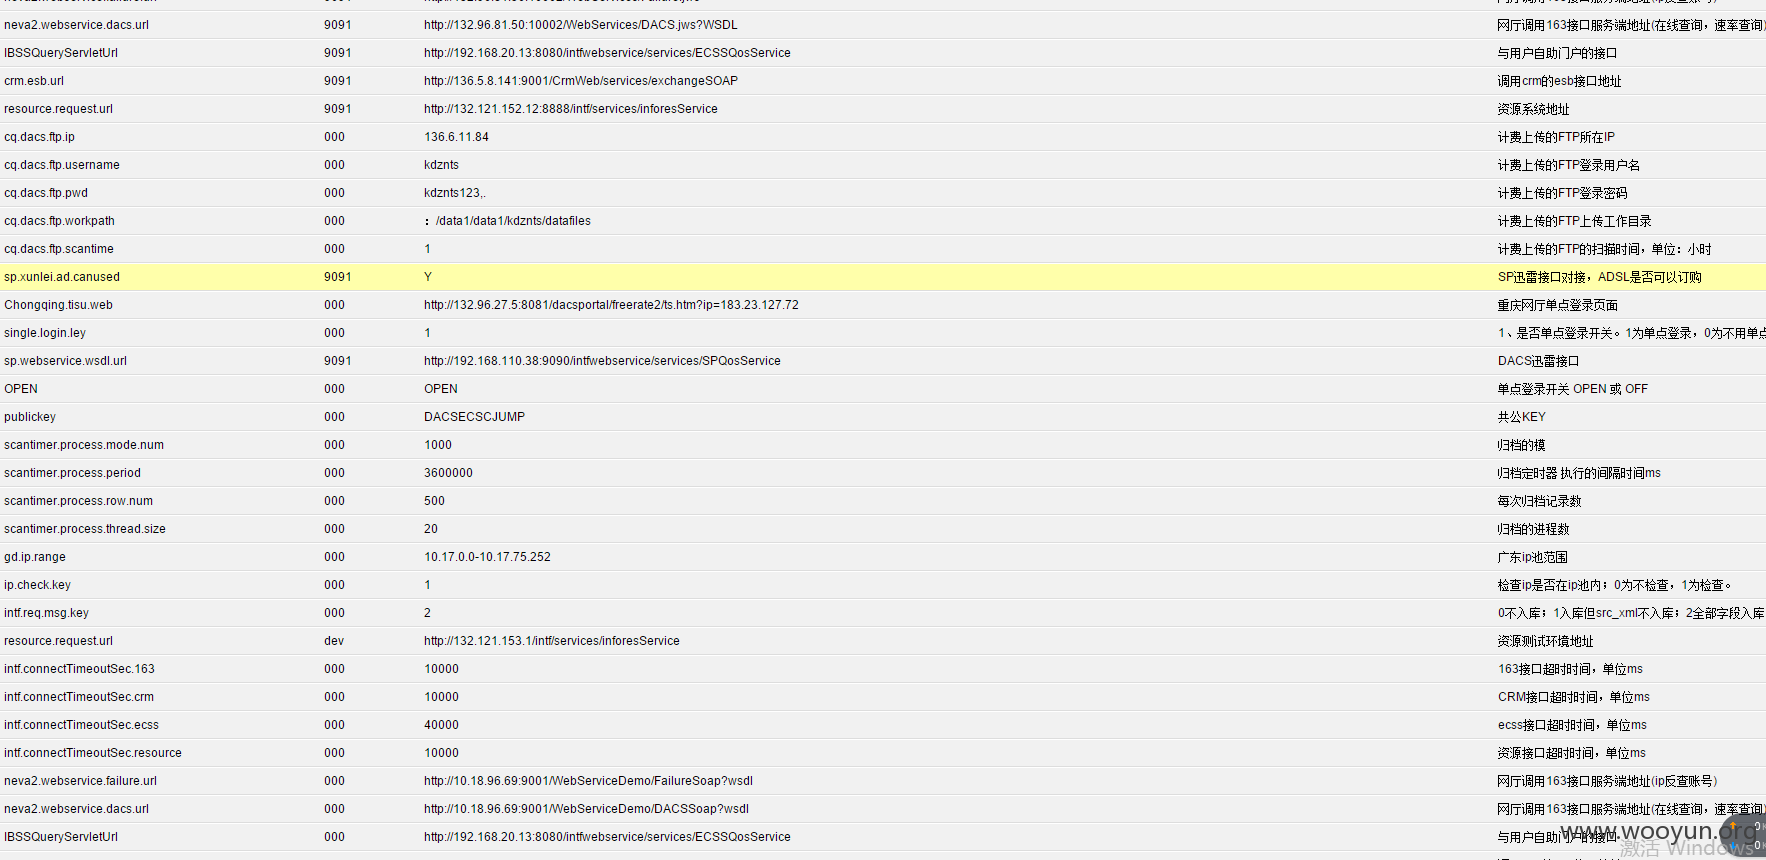 neva2.webservice.dacs.url 9091 http://132.96.81.50:10002/WebServices/DACS.jws?WSDL 网厅调用163接口服务端地址(在线查询，速率查询)
IBSSQueryServletUrl 9091 http://192.168.20.13:8080/intfwebservice/services/ECSSQosService 与用户自助门户的接口
crm.esb.url 9091 http://136.5.8.141:9001/CrmWeb/services/exchangeSOAP 调用crm的esb接口地址
resource.request.url 9091 http://132.121.152.12:8888/intf/services/inforesService 资源系统地址
cq.dacs.ftp.ip 000 136.6.11.84 计费上传的FTP所在IP
cq.dacs.ftp.username 000 kdznts 计费上传的FTP登录用户名
cq.dacs.ftp.pwd 000 kdznts123,. 计费上传的FTP登录密码
cq.dacs.ftp.workpath 000 ：/data1/data1/kdznts/datafiles 计费上传的FTP上传工作目录
cq.dacs.ftp.scantime 000 1 计费上传的FTP的扫描时间，单位：小时
sp.xunlei.ad.canused 9091 Y SP迅雷接口对接，ADSL是否可以订购
Chongqing.tisu.web 000 http://132.96.27.5:8081/dacsportal/freerate2/ts.htm?ip=183.23.127.72 重庆网厅单点登录页面
single.login.ley 000 1 1、是否单点登录开关。1为单点登录，0为不用单点
sp.webservice.wsdl.url 9091 http://192.168.110.38:9090/intfwebservice/services/SPQosService DACS迅雷接口
OPEN 000 OPEN 单点登录开关 OPEN 或 OFF
publickey 000 DACSECSCJUMP 共公KEY
scantimer.process.mode.num 000 1000 归档的模
scantimer.process.period 000 3600000 归档定时器 执行的间隔时间ms
scantimer.process.row.num 000 500 每次归档记录数
scantimer.process.thread.size 000 20 归档的进程数
gd.ip.range 000 10.17.0.0-10.17.75.252 广东ip池范围
ip.check.key 000 1 检查ip是否在ip池内；0为不检查，1为检查。
intf.req.msg.key 000 2 0不入库；1入库但src_xml不入库；2全部字段入库
resource.request.url dev http://132.121.153.1/intf/services/inforesService 资源测试环境地址
intf.connectTimeoutSec.163 000 10000 163接口超时时间，单位ms
intf.connectTimeoutSec.crm 000 10000 CRM接口超时时间，单位ms
intf.connectTimeoutSec.ecss 000 40000 ecss接口超时时间，单位ms
intf.connectTimeoutSec.resource 000 10000 资源接口超时时间，单位ms
neva2.webservice.failure.url 000 http://10.18.96.69:9001/WebServiceDemo/FailureSoap?wsdl 网厅调用163接口服务端地址(ip反查账号)
neva2.webservice.dacs.url 000 http://10.18.96.69:9001/WebServiceDemo/DACSSoap?wsdl 网厅调用163接口服务端地址(在线查询，速率查询)
IBSSQueryServletUrl 000 http://192.168.20.13:8080/intfwebservice/services/ECSSQosService 与用户自助门户的接口
www.wooyun.org
激活 Windows